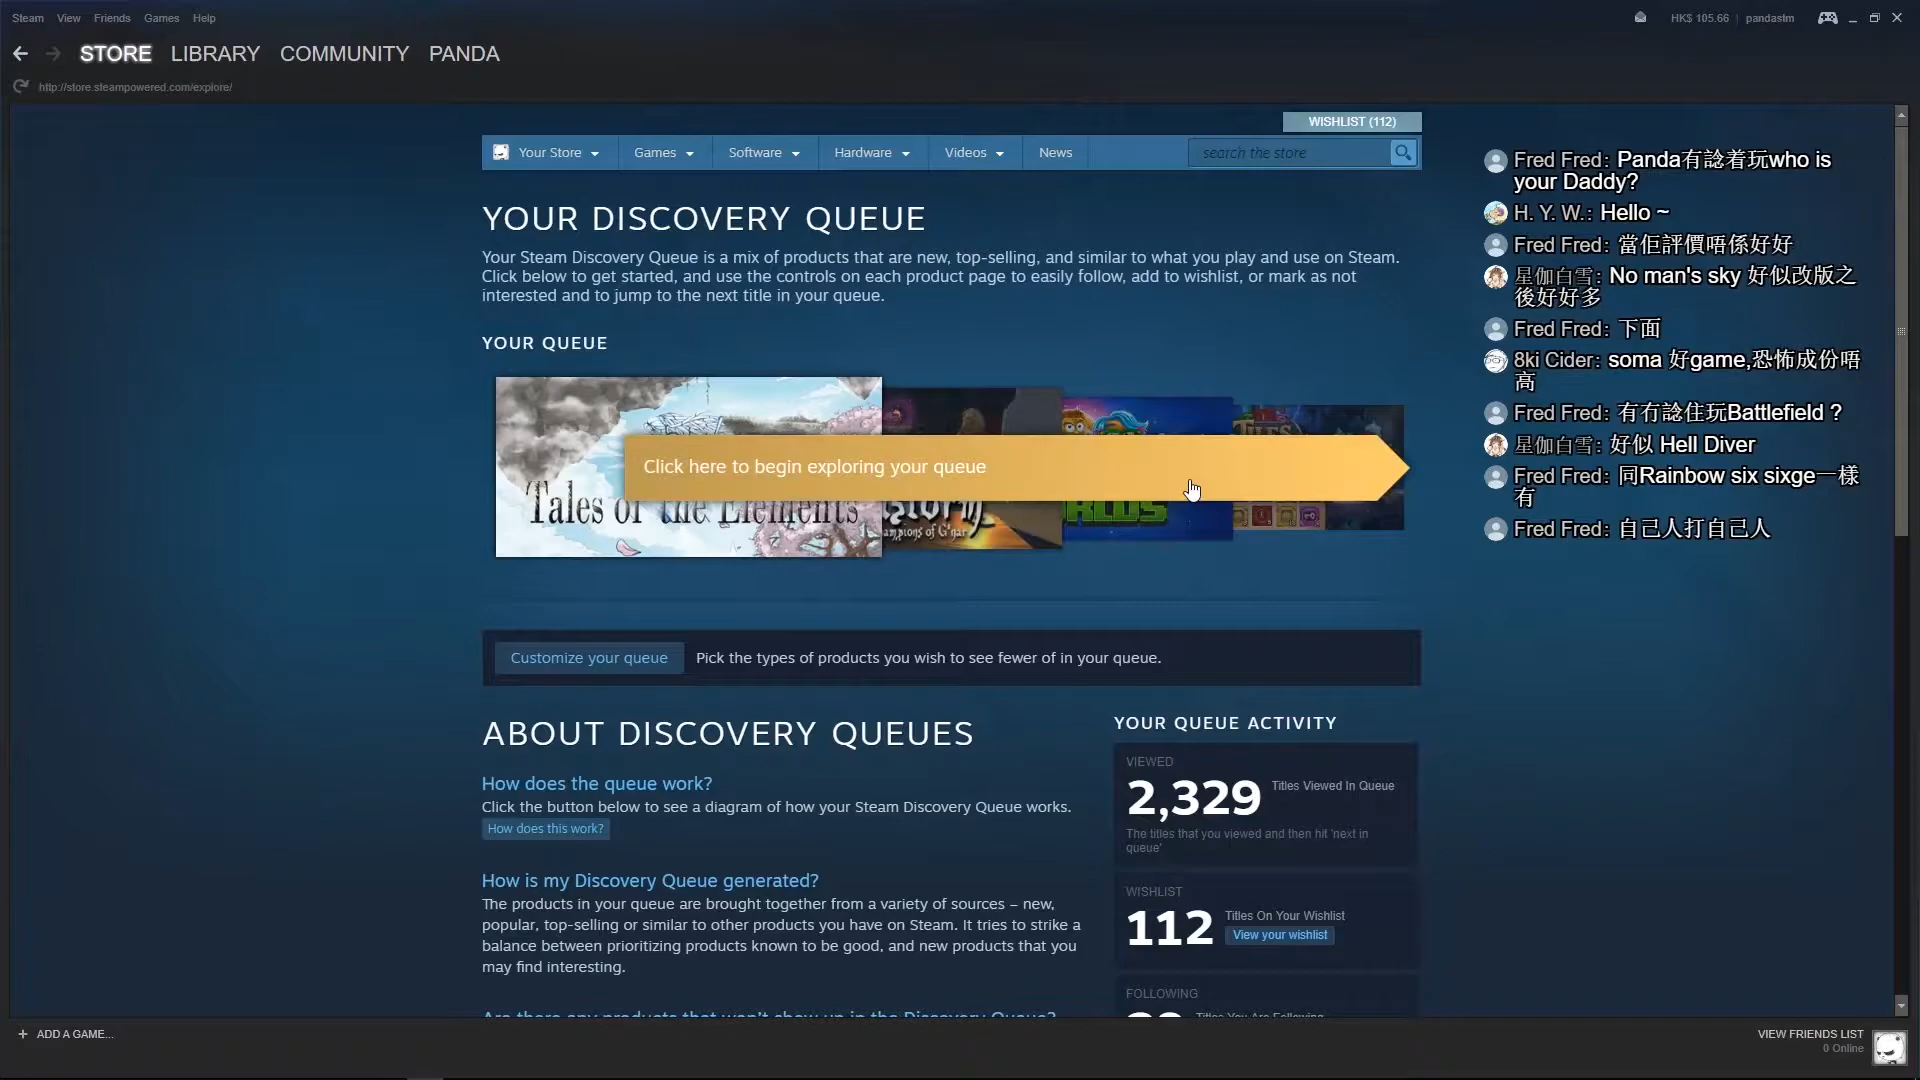 Steam View Friends Games Help
HK$ 105.66 | pandastm
STORE LIBRARY COMMUNITY PANDA
http://store.steampowered.com/explore/
WISHLIST (112)
Your Store Games Software Hardware Videos News search the store
YOUR DISCOVERY QUEUE
Your Steam Discovery Queue is a mix of products that are new, top-selling, and similar to what you play and use on Steam.
Click below to get started, and use the controls on each product page to easily follow, add to wishlist, or mark as not
interested and to jump to the next title in your queue.
YOUR QUEUE
Click here to begin exploring your queue
Tales of the Elements
Customize your queue Pick the types of products you wish to see fewer of in your queue.
ABOUT DISCOVERY QUEUES
How does the queue work?
Click the button below to see a diagram of how your Steam Discovery Queue works.
How does this work?
How is my Discovery Queue generated?
The products in your queue are brought together from a variety of sources – new,
popular, top-selling or similar to other products you have on Steam. It tries to strike a
balance between prioritizing products known to be good, and new products that you
may find interesting.
Are there any products that won't show up in the Discovery Queue?
YOUR QUEUE ACTIVITY
VIEWED
2,329 Titles Viewed In Queue
The titles that you viewed and then hit 'next in
queue'
WISHLIST
112 Titles On Your Wishlist
View your wishlist
FOLLOWING
Titles You Are Following
Fred Fred: Panda有諗着玩who is
your Daddy?
H. Y. W.: Hello ~
Fred Fred: 當佢評價唔係好好
星伽白雪: No man's sky 好似改版之
後好好多
Fred Fred: 下面
8ki Cider: soma 好game,恐怖成份唔
高
Fred Fred: 有冇諗住玩Battlefield ?
星伽白雪: 好似 Hell Diver
Fred Fred: 同Rainbow six sixge一樣
有
Fred Fred: 自己人打自己人
+ ADD A GAME...
VIEW FRIENDS LIST
0 Online